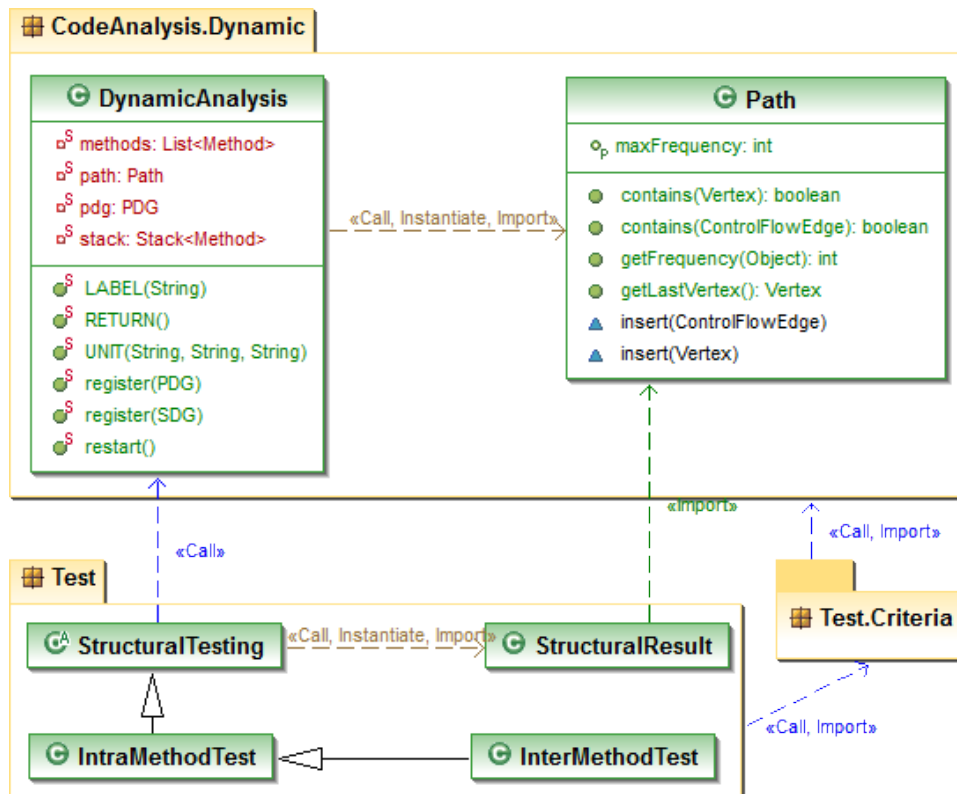 CodeAnalysis.Dynamic
DynamicAnalysis
methods: List<Method>
path: Path
pdg: PDG
stack: Stack<Method>
LABEL(String)
RETURN()
UNIT(String, String, String)
register(PDG)
register(SDG)
restart()
«Call, Instantiate, Import»
Path
maxFrequency: int
contains(Vertex): boolean
contains(ControlFlowEdge): boolean
getFrequency(Object): int
getLastVertex(): Vertex
insert(ControlFlowEdge)
insert(Vertex)
«Call»
«Import»
«Call, Import»
Test
StructuralTesting
«Call, Instantiate, Import»
StructuralResult
Test.Criteria
«Call, Import»
IntraMethodTest
InterMethodTest